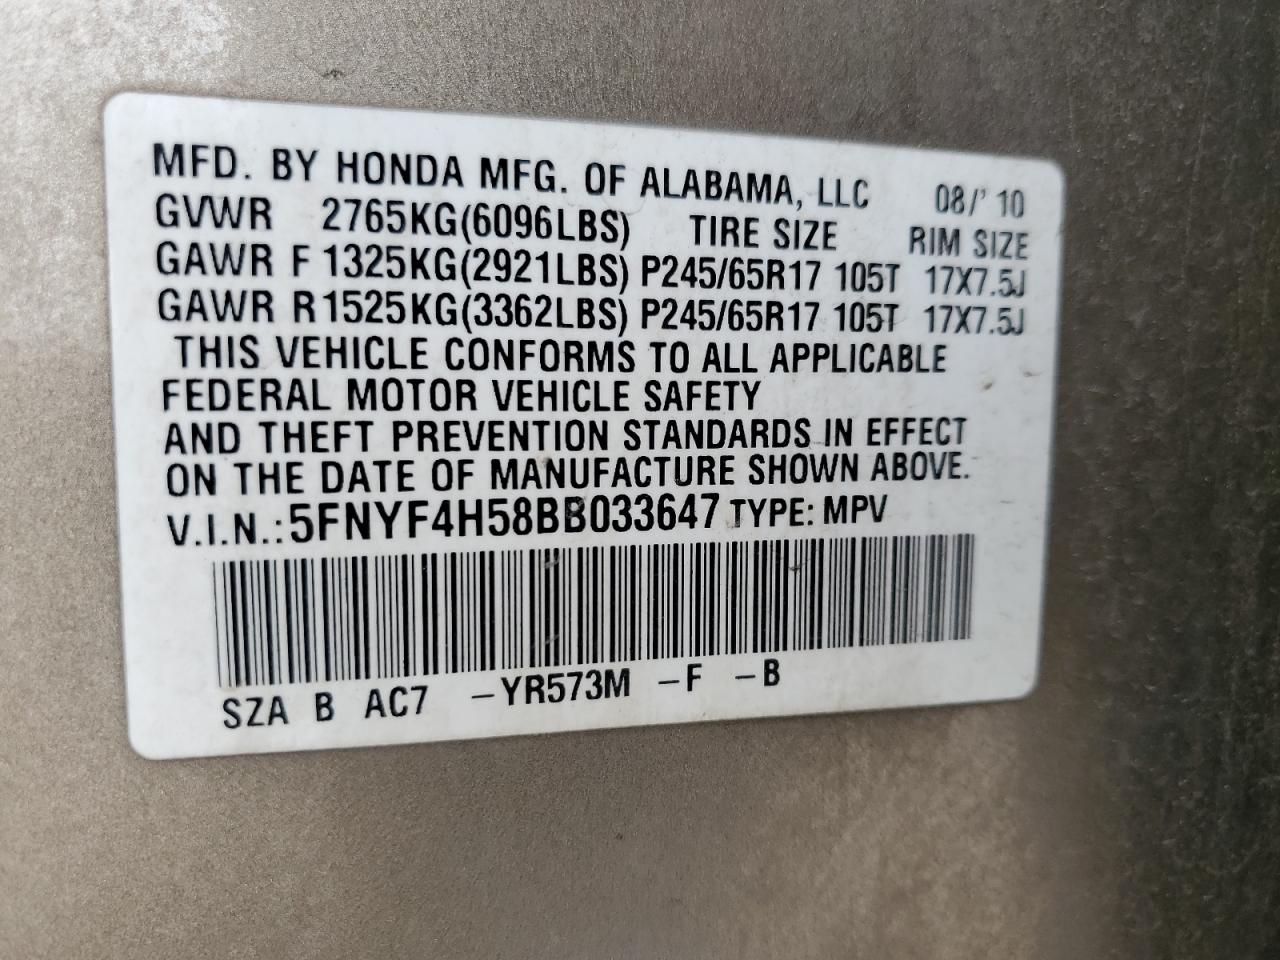 MFD. BY HONDA MFG. OF ALABAMA, LLC 08/' 10
GVWR 2765KG(6096LBS) TIRE SIZE RIM SIZE
GAWR F 1325KG(2921LBS) P245/65R17 105T 17X7.5J
GAWR R 1525KG(3362LBS) P245/65R17 105T 17X7.5J
THIS VEHICLE CONFORMS TO ALL APPLICABLE
FEDERAL MOTOR VEHICLE SAFETY
AND THEFT PREVENTION STANDARDS IN EFFECT
ON THE DATE OF MANUFACTURE SHOWN ABOVE.
V.I.N.: 5FNYF4H58BB033647 TYPE: MPV
SZA B AC7 -YR573M -F -B